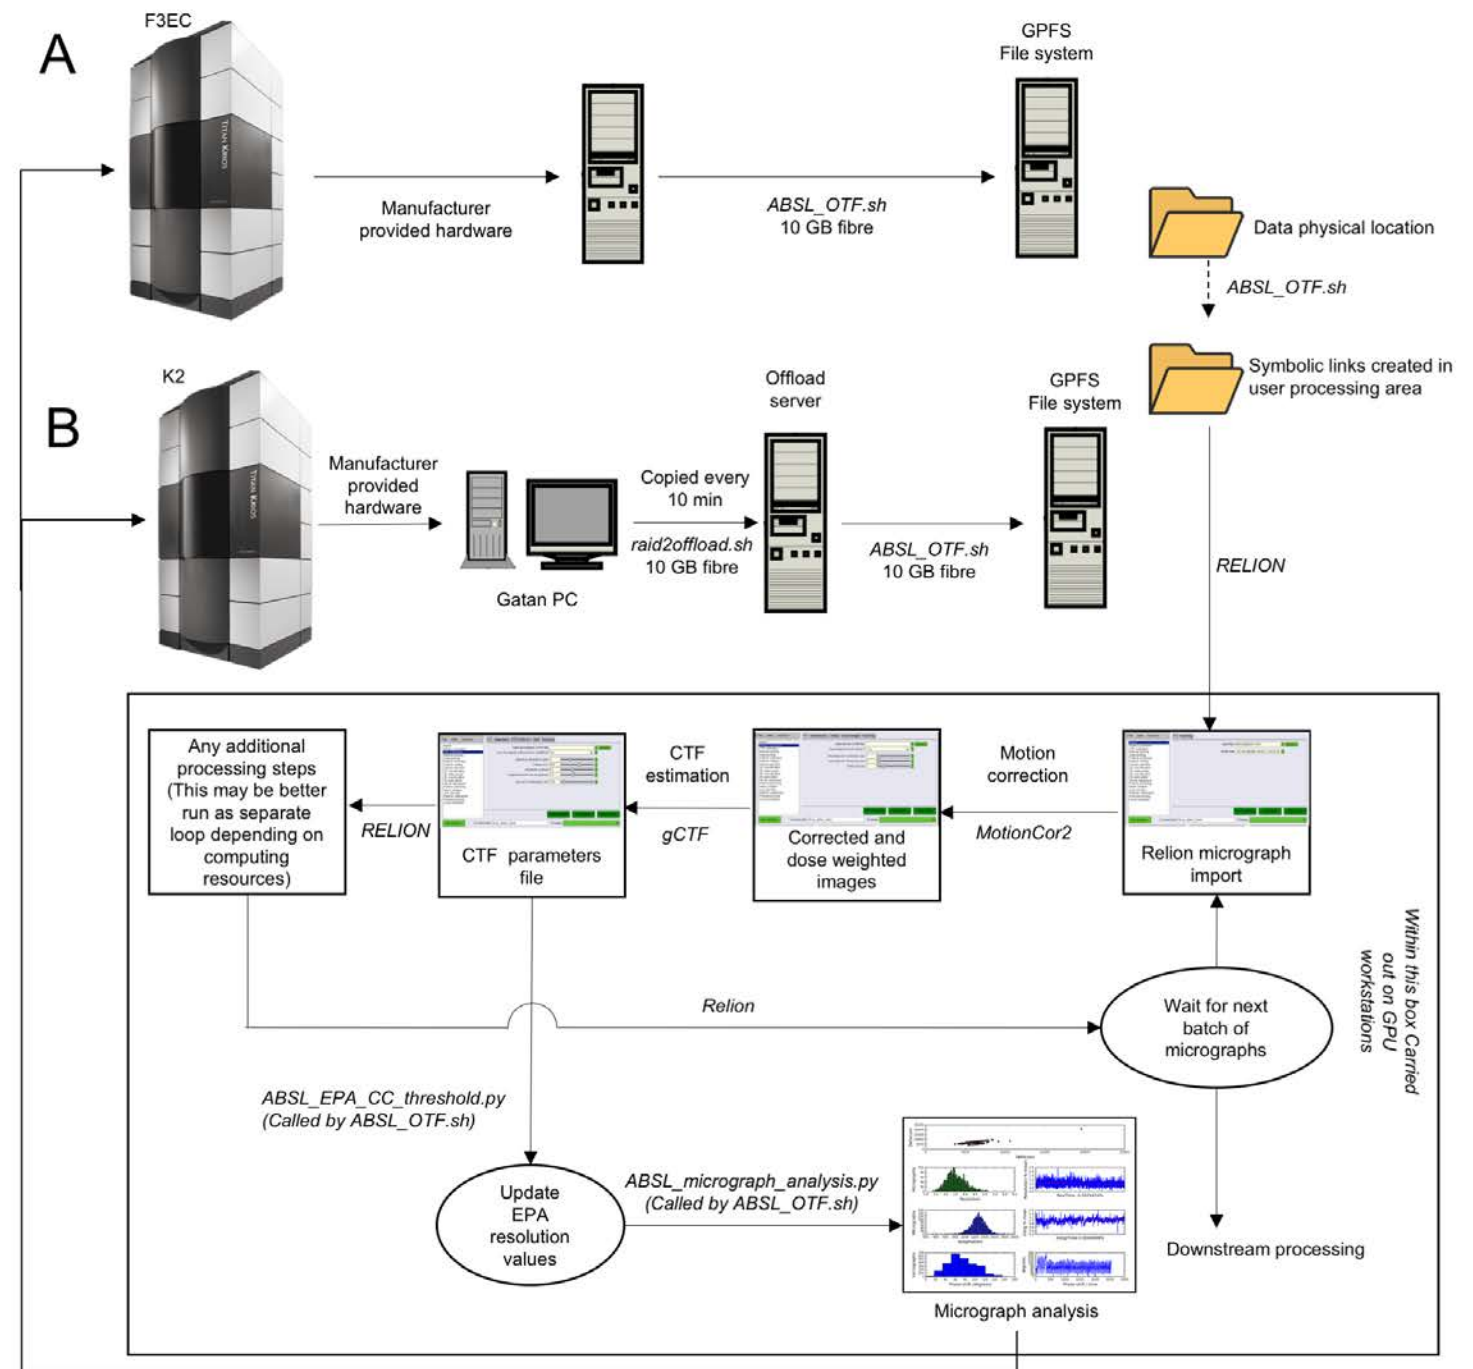 A
F3EC
TITAN KRIOS
Manufacturer
provided hardware
ABSL_OTF.sh
10 GB fibre
GPFS
File system
Data physical location
ABSL_OTF.sh
Symbolic links created in
user processing area
B
K2
TITAN KRIOS
Manufacturer
provided
hardware
Gatan PC
Copied every
10 min
raid2offload.sh
10 GB fibre
Offload
server
ABSL_OTF.sh
10 GB fibre
GPFS
File system
RELION
Any additional
processing steps
(This may be better
run as separate
loop depending on
computing
resources)
RELION
CTF parameters
file
CTF
estimation
gCTF
Corrected and
dose weighted
images
Motion
correction
MotionCor2
Relion micrograph
import
Within this box Carried
out on GPU
workstations
Relion
Wait for next
batch of
micrographs
ABSL_EPA_CC_threshold.py
(Called by ABSL_OTF.sh)
Update
EPA
resolution
values
ABSL_micrograph_analysis.py
(Called by ABSL_OTF.sh)
Micrograph analysis
Downstream processing